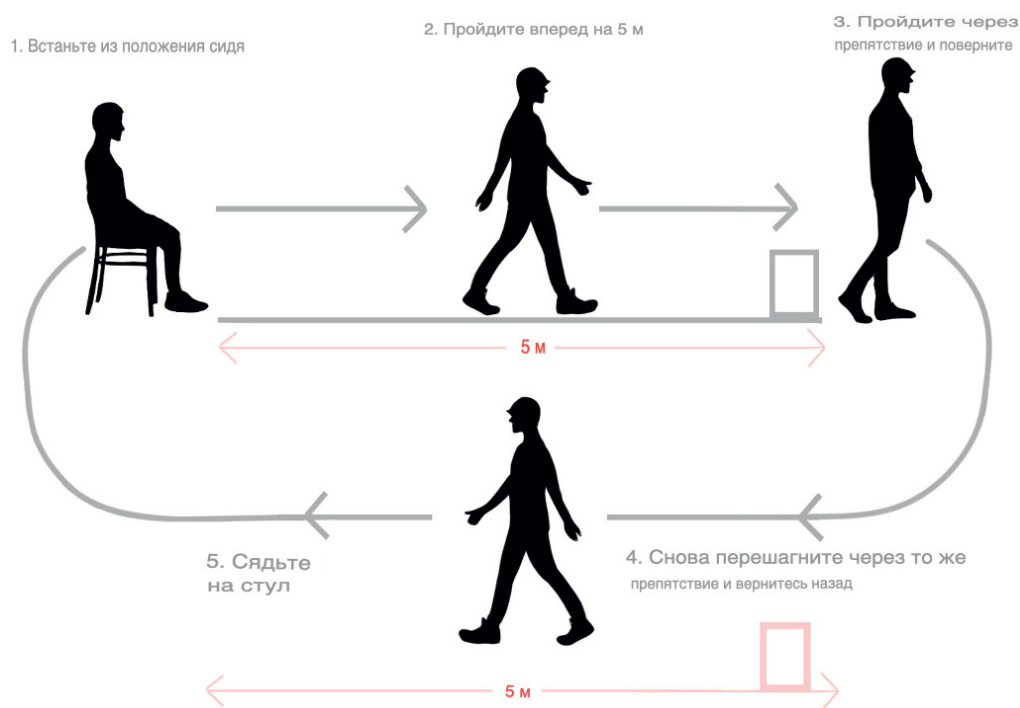 1. Встаньте из положения сидя
2. Пройдите вперед на 5 м
3. Пройдите через
препятствие и поверните
5 м
4. Снова перешагните через то же
препятствие и вернитесь назад
5. Сядьте
на стул
5 м